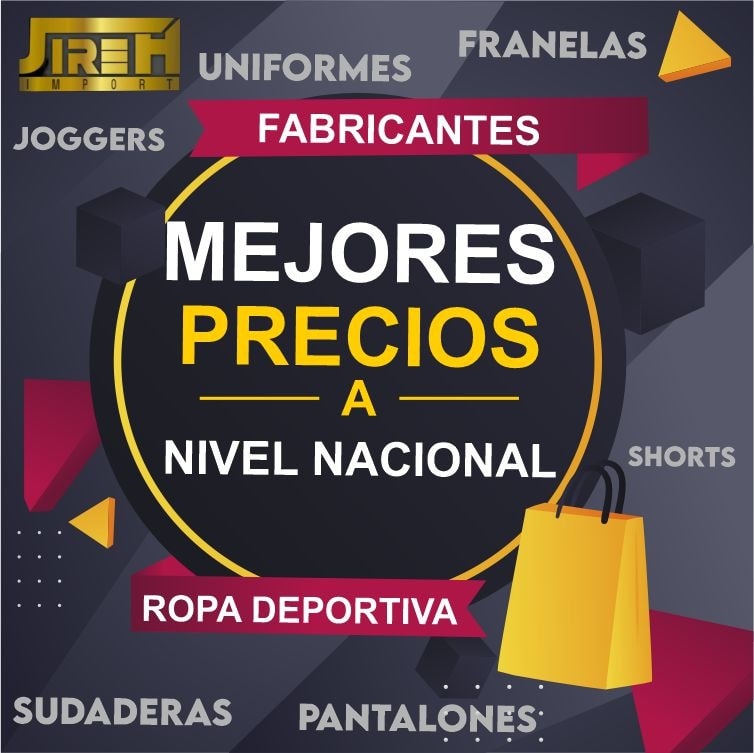 JIREH
IMPORT
UNIFORMES
FRANELAS
JOGGERS
FABRICANTES
MEJORES
PRECIOS
A
NIVEL NACIONAL
SHORTS
ROPA DEPORTIVA
SUDADERAS
PANTALONES